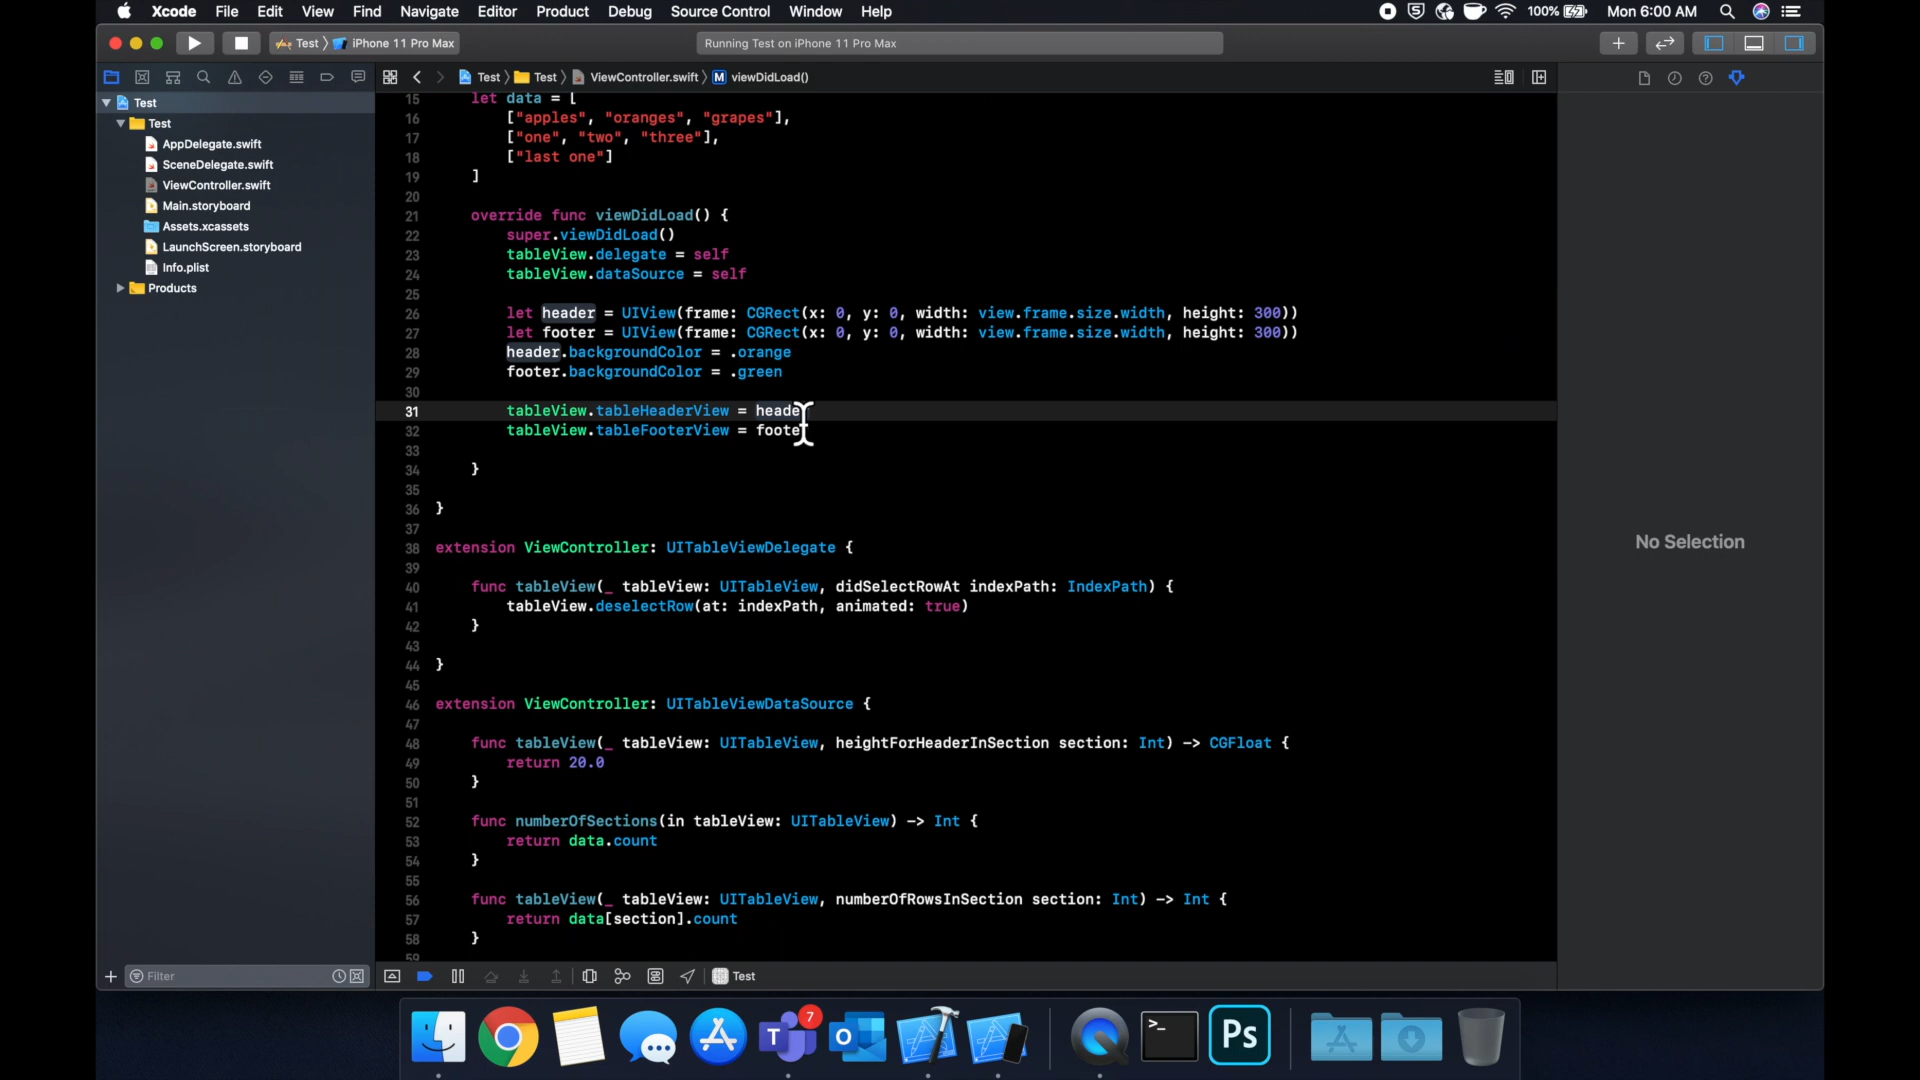 Xcode File Edit View Find Navigate Editor Product Debug Source Control Window Help 100% Mon 6:00 AM
Test iPhone 11 Pro Max Running Test on iPhone 11 Pro Max
Test Test ViewController.swift M viewDidLoad()
Test
Test
AppDelegate.swift
SceneDelegate.swift
ViewController.swift
Main.storyboard
Assets.xcassets
LaunchScreen.storyboard
Info.plist
Products
Filter
15 let data = [
16 ["apples", "oranges", "grapes"],
17 ["one", "two", "three"],
18 ["last one"]
19 ]
20
21 override func viewDidLoad() {
22 super.viewDidLoad()
23 tableView.delegate = self
24 tableView.dataSource = self
25
26 let header = UIView(frame: CGRect(x: 0, y: 0, width: view.frame.size.width, height: 300))
27 let footer = UIView(frame: CGRect(x: 0, y: 0, width: view.frame.size.width, height: 300))
28 header.backgroundColor = .orange
29 footer.backgroundColor = .green
30
31 tableView.tableHeaderView = heade
32 tableView.tableFooterView = foote
33
34 }
35
36 }
37
38 extension ViewController: UITableViewDelegate {
39
40 func tableView(_ tableView: UITableView, didSelectRowAt indexPath: IndexPath) {
41 tableView.deselectRow(at: indexPath, animated: true)
42 }
43
44 }
45
46 extension ViewController: UITableViewDataSource {
47
48 func tableView(_ tableView: UITableView, heightForHeaderInSection section: Int) -> CGFloat {
49 return 20.0
50 }
51
52 func numberOfSections(in tableView: UITableView) -> Int {
53 return data.count
54 }
55
56 func tableView(_ tableView: UITableView, numberOfRowsInSection section: Int) -> Int {
57 return data[section].count
58 }
59
Test
No Selection
T 7
O
>_
Ps